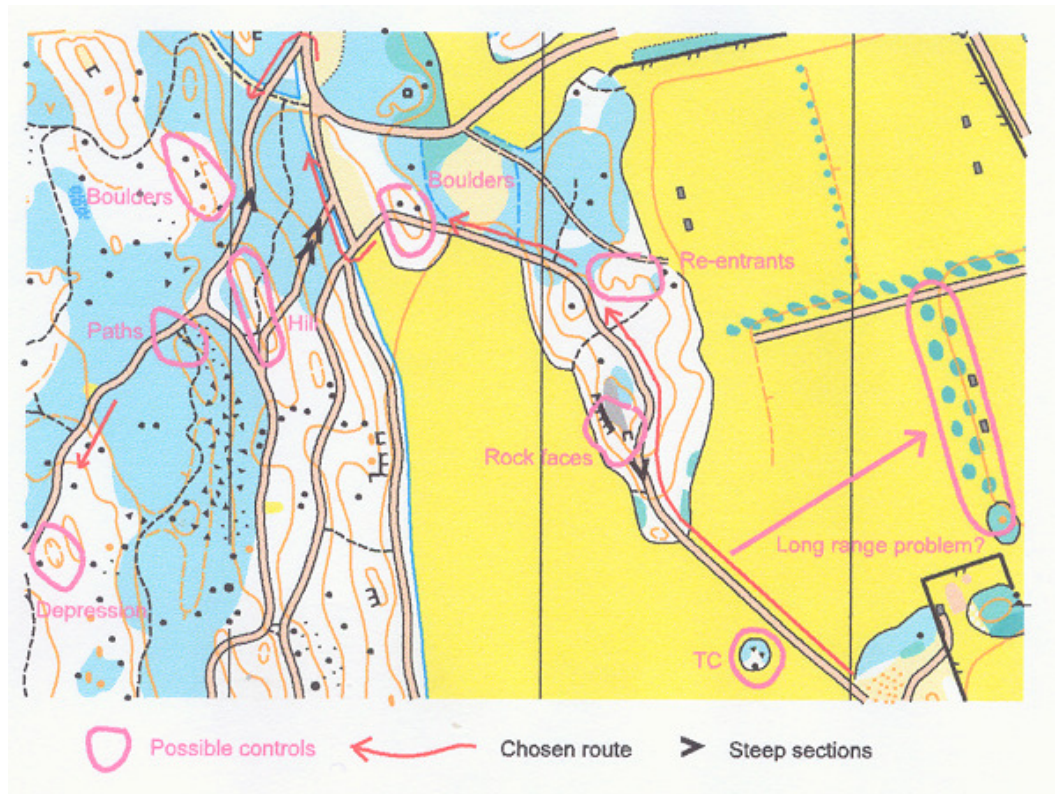 Boulders
Boulders
Re-entrants
Paths
Hill
Rock faces
Long range problem?
Depression
TC
Possible controls
Chosen route
Steep sections